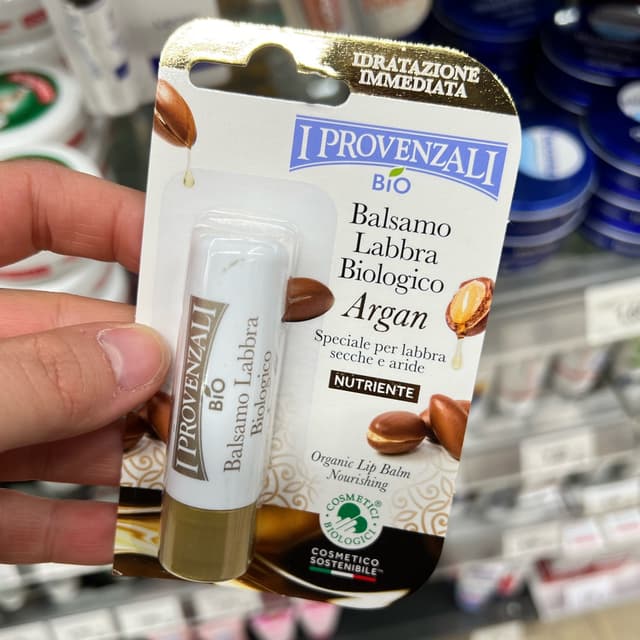 IDRATAZIONE
IMMEDIATA
I PROVENZALI
BiO
Balsamo
Labbra
Biologico
Argan
Speciale per labbra
secche e aride
NUTRIENTE
Organic Lip Balm
Nourishing
COSMETICI®
BIOLOGICI
COSMETICO
SOSTENIBILE™
I PROVENZALI
BiO
Balsamo Labbra
Biologico